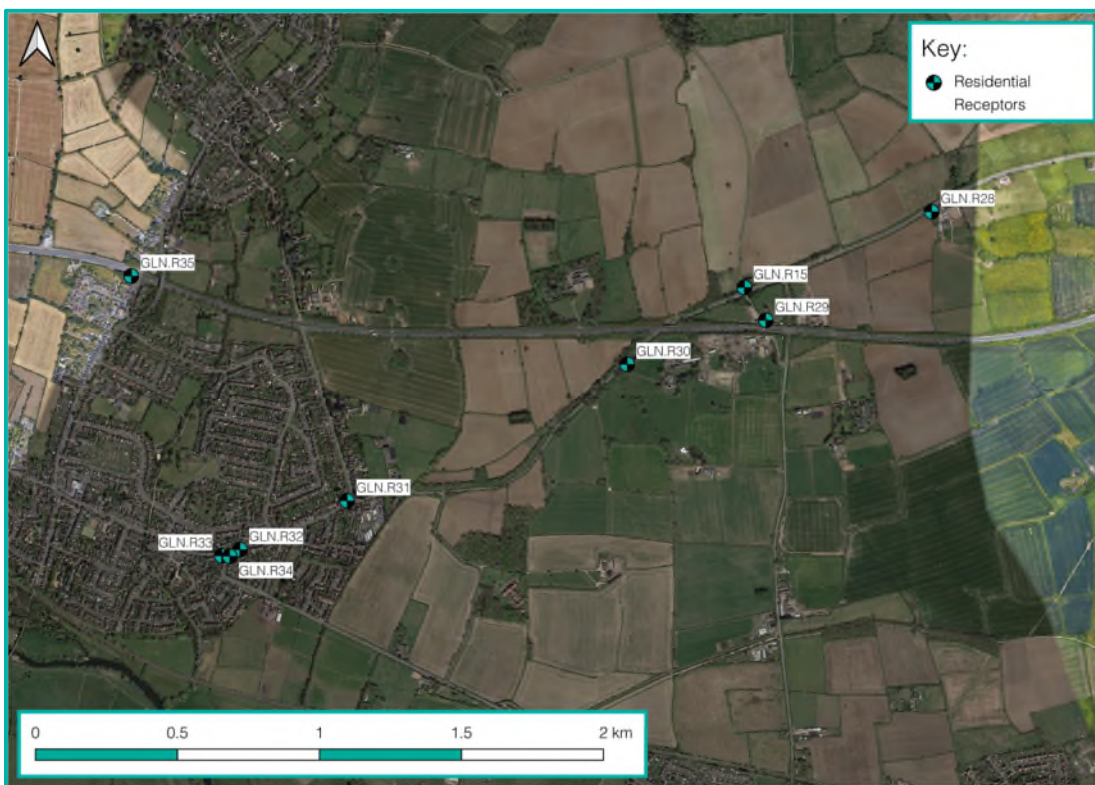 Key:
Residential
Receptors
GLN.R28
GLN.R35
GLN.R15
GLN.R29
GLN.R30
GLN.R31
GLN.R33
GLN.R32
GLN.R34
0 0.5 1 1.5 2 km